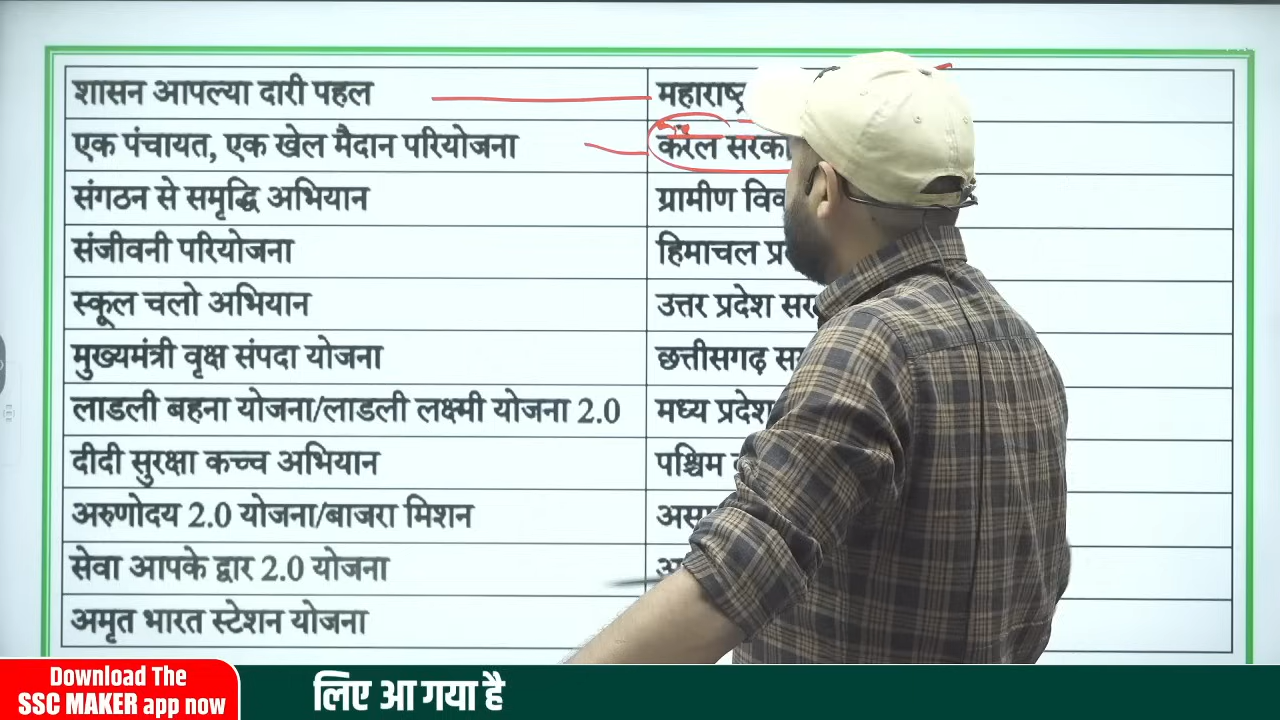 शासन आपल्या दारी पहल
महाराष्ट्र
एक पंचायत, एक खेल मैदान परियोजना
केरल
संगठन से समृद्धि अभियान
ग्रामीण
संजीवनी परियोजना
हिमाचल
स्कूल चलो अभियान
उत्तर प्रदेश
मुख्यमंत्री वृक्ष संपदा योजना
छत्तीसगढ़
लाडली बहना योजना/लाडली लक्ष्मी योजना 2.0
मध्य प्रदेश
दीदी सुरक्षा कच्च अभियान
पश्चिम
अरुणोदय 2.0 योजना/बाजरा मिशन
सेवा आपके द्वार 2.0 योजना
अमृत भारत स्टेशन योजना
Download The
SSC MAKER app now
लिए आ गया है